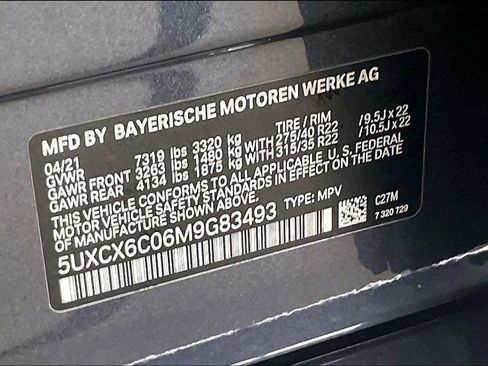 MFD BY BAYERISCHE MOTOREN WERKE AG
04/21 TIRE / RIM
GVWR 7319 lbs 3320 kg
GAWR FRONT 3263 lbs 1480 kg WITH 275/40 R22 / 9.5J x 22
GAWR REAR 4134 lbs 1875 kg WITH 315/35 R22 / 10.5J x 22
THIS VEHICLE CONFORMS TO ALL APPLICABLE U. S. FEDERAL
MOTOR VEHICLE SAFETY STANDARDS IN EFFECT ON THE DATE
OF MANUFACTURE SHOWN ABOVE.
5UXCX6C06M9G83493 TYPE: MPV C27M
7 320 729